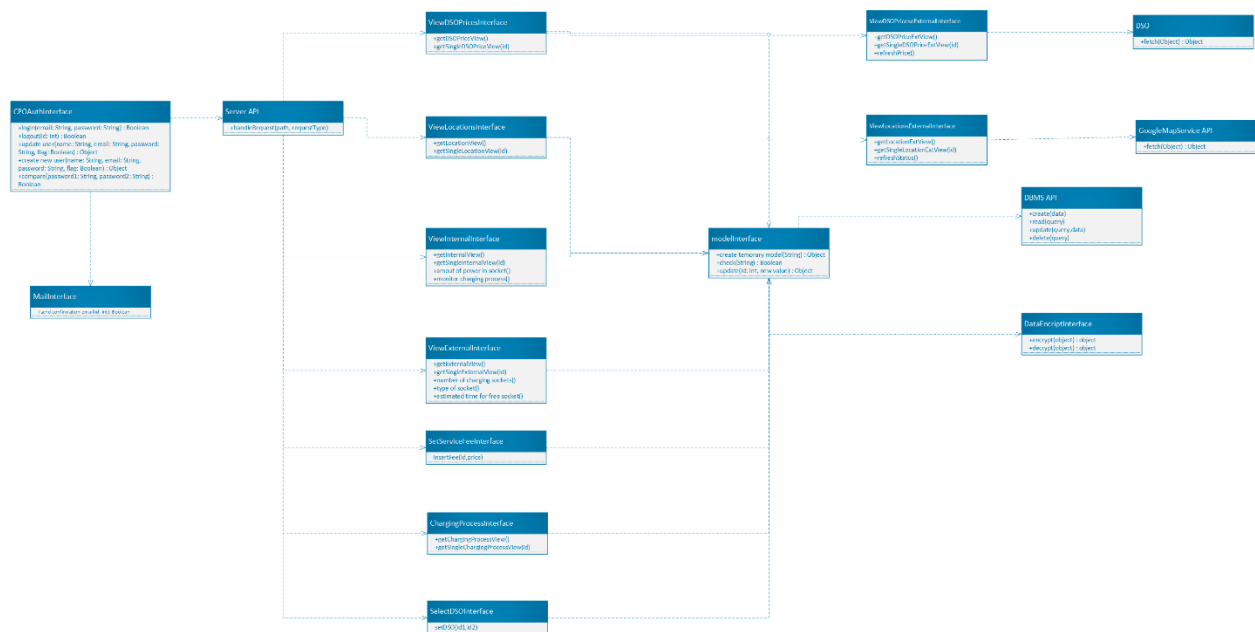 ViewDSOPricesInterface
+getDSOPriceView()
+getSingleDSOPriceView(id)
ViewDSOPricesExternalInterface
+getDSOPriceExtView()
+getSingleDSOPriceExtView(id)
+refreshPrice()
DSO
+fetch(Object) : Object
CPOAuthInterface
+login(email: String, password: String) : Boolean
+logout(id: int) : Boolean
+update user(name: String, email: String, password:
String, flag: Boolean) : Object
+create new user(name: String, email: String,
password: String, flag: Boolean) : Object
+compare(password1: String, password2: String) :
Boolean
Server API
+handleRequest(path, requestType)
ViewLocationsInterface
+getLocationView()
+getSingleLocationView(id)
ViewLocationsExternalInterface
+getLocationExtView()
+getSingleLocationExtView(id)
+refreshStatus()
GoogleMapService API
+fetch(Object) : Object
DBMS API
+create(data)
+read(query)
+update(query,data)
+delete(query)
ViewInternalInterface
+getInternalView()
+getSingleInternalView(id)
+amout of power in socket()
+monitor charging process()
modelInterface
+create temorary model(String) : Object
+check(String) : Boolean
+update(id: int, new value) : Object
MailInterface
+send confirmation email(id: int): Boolean
DataEncriptInterface
+encrypt(object) : object
+decrypt(object) : object
ViewExternalInterface
+getExternalView()
+getSingleExternalView(id)
+number of charging sockets()
+type of socket()
+estimated time for free socket()
SetServiceFeeInterface
insertFee(id,price)
ChargingProcessInterface
+getChargingProcessView()
+getSingleChargingProcessView(id)
SelectDSOInterface
setDSO(id1,id2)